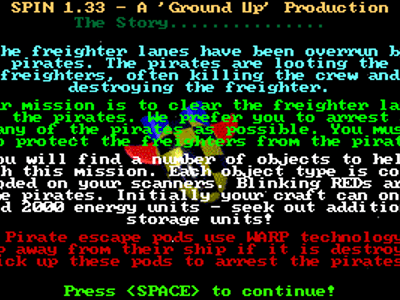 SPIN 1.33 - A 'Ground Up' Production
The Story...............
he freighter lanes have been overrun b
pirates. The pirates are looting the
freighters, often killing the crew and
destroying the freighter.
r mission is to clear the freighter la
the pirates. We prefer you to arrest
any of the pirates as possible. You mus
o protect the freighters from the pirat
ou will find a number of objects to hel
h this mission. Each object type is co
ded on your scanners. Blinking REDs ar
e pirates. Initially your craft can on
d 2000 energy units - seek out additio
storage units!
Pirate escape pods use WARP technology
p away from their ship if it is destroy
ick up these pods to arrest the pirates
Press <SPACE> to continue!